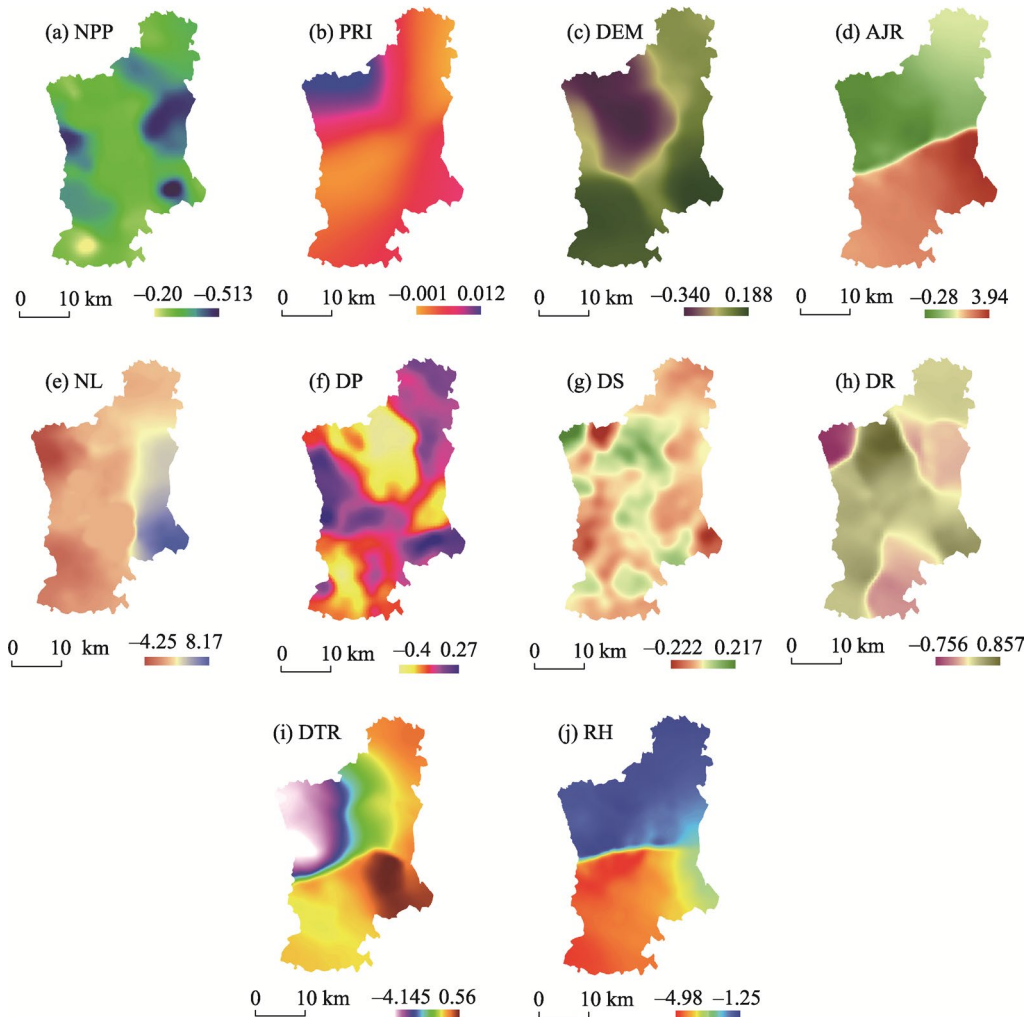 (a) NPP
(b) PRI
(c) DEM
(d) AJR
0 10 km −0.20 −0.513
0 10 km −0.001 0.012
0 10 km −0.340 0.188
0 10 km −0.28 3.94
(e) NL
(f) DP
(g) DS
(h) DR
0 10 km −4.25 8.17
0 10 km −0.4 0.27
0 10 km −0.222 0.217
0 10 km −0.756 0.857
(i) DTR
(j) RH
0 10 km −4.145 0.56
0 10 km −4.98 −1.25